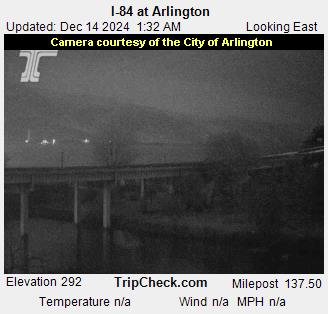 I-84 at Arlington
Updated: Dec 14 2024 1:32 AM Looking East
Camera courtesy of the City of Arlington
Elevation 292 TripCheck.com Milepost 137.50
Temperature n/a Wind n/a MPH n/a